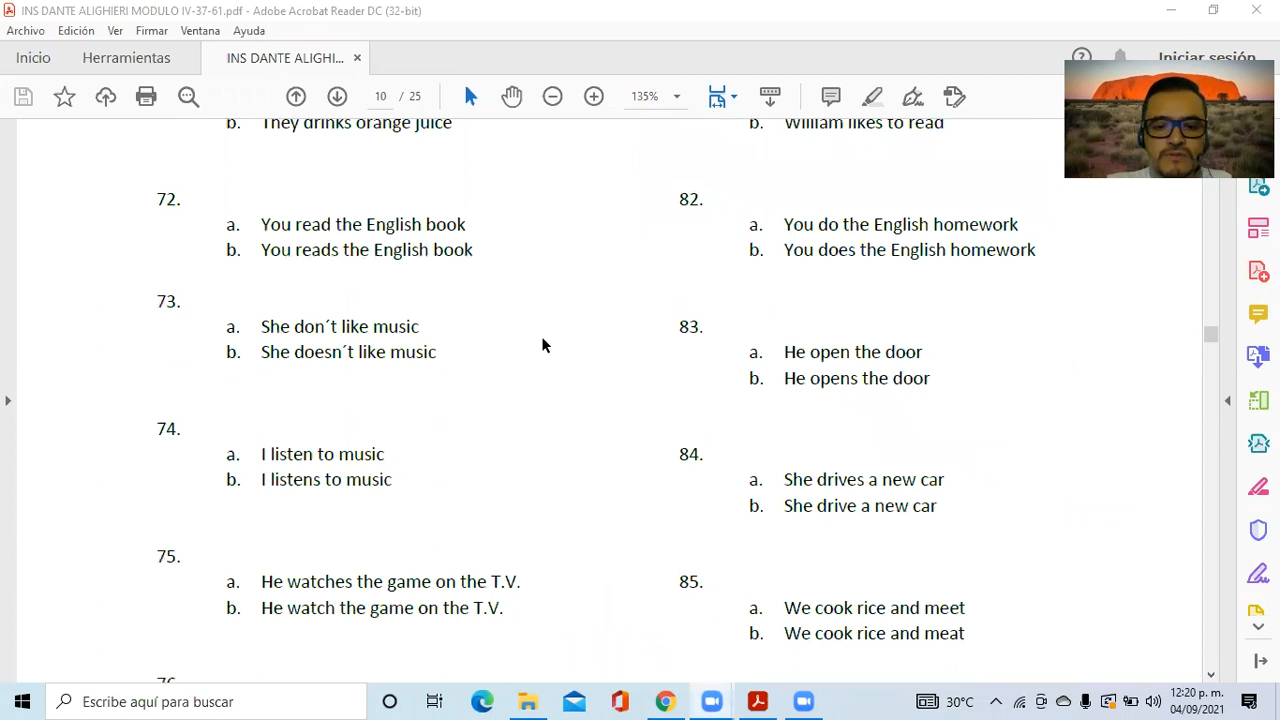 INS DANTE ALIGHIERI MODULO IV-37-61.pdf - Adobe Acrobat Reader DC (32-bit)
Archivo Edición Ver Firmar Ventana Ayuda
Inicio Herramientas INS DANTE ALIGHI... × Iniciar sesión
10 / 25 135%
b. They drinks orange juice
72.
a. You read the English book
b. You reads the English book
73.
a. She don´t like music
b. She doesn´t like music
74.
a. I listen to music
b. I listens to music
75.
a. He watches the game on the T.V.
b. He watch the game on the T.V.
76.
b. William likes to read
82.
a. You do the English homework
b. You does the English homework
83.
a. He open the door
b. He opens the door
84.
a. She drives a new car
b. She drive a new car
85.
a. We cook rice and meet
b. We cook rice and meat
Escribe aquí para buscar
30°C
12:20 p. m.
04/09/2021